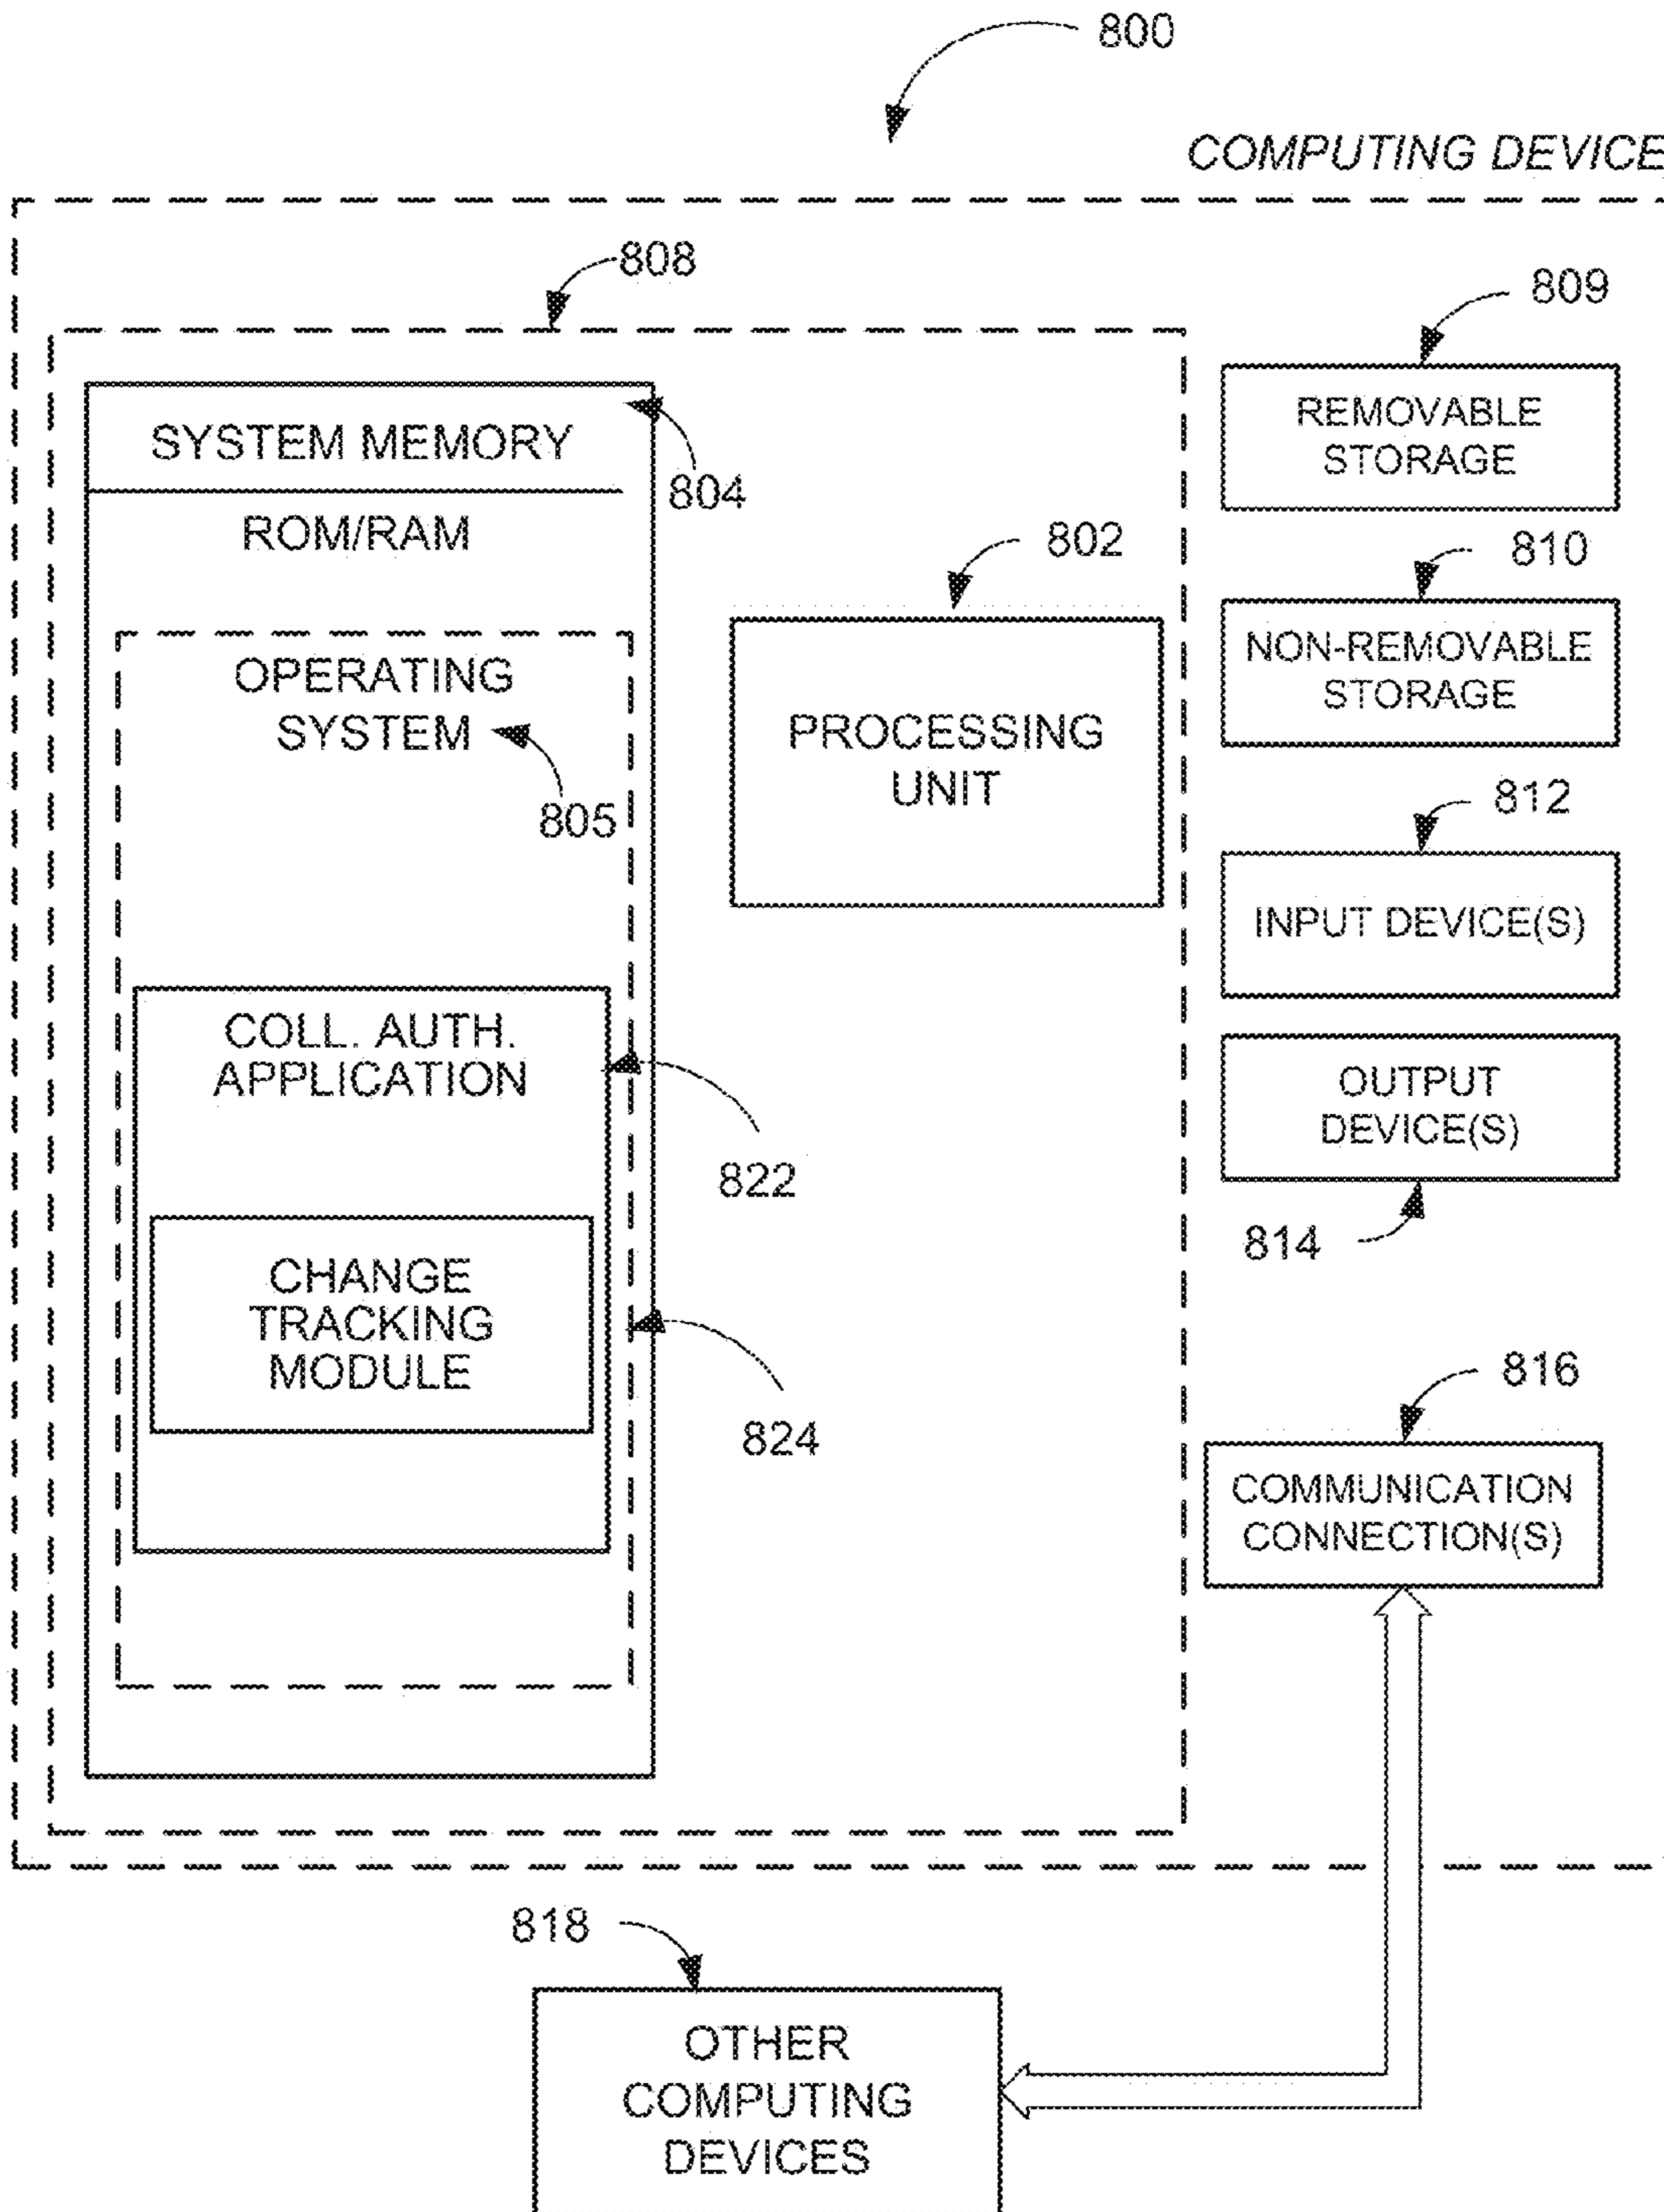 800
COMPUTING DEVICE
808
809
SYSTEM MEMORY
804
ROM/RAM
REMOVABLE
STORAGE
802
810
OPERATING
SYSTEM
805
PROCESSING
UNIT
NON-REMOVABLE
STORAGE
812
INPUT DEVICE(S)
COLL. AUTH.
APPLICATION
822
OUTPUT
DEVICE(S)
814
CHANGE
TRACKING
MODULE
824
816
COMMUNICATION
CONNECTION(S)
818
OTHER
COMPUTING
DEVICES